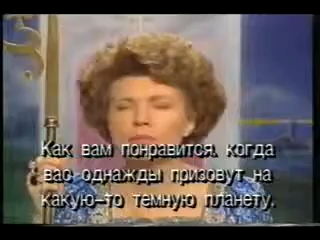 Как вам понравится, когда
вас однажды призовут на
какую-то темную планету.